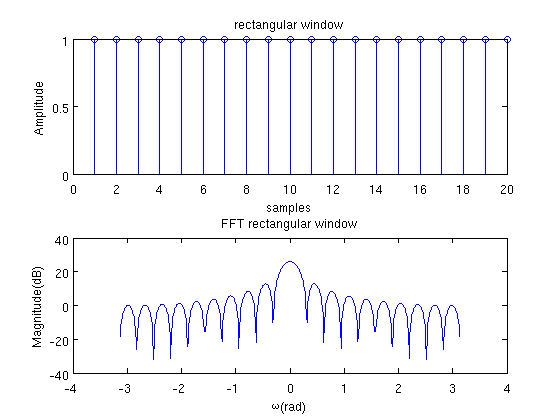 rectangular window
1
0.5
0
Amplitude
0 2 4 6 8 10 12 14 16 18 20
samples
FFT rectangular window
40
20
0
-20
-40
Magnitude(dB)
-4 -3 -2 -1 0 1 2 3 4
ω(rad)